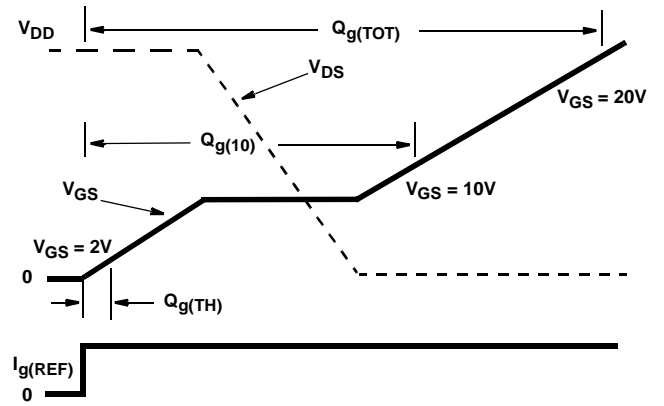 V_DD
Q_g(TOT)
V_DS
V_GS = 20V
Q_g(10)
V_GS
V_GS = 10V
V_GS = 2V
0
Q_g(TH)
I_g(REF)
0